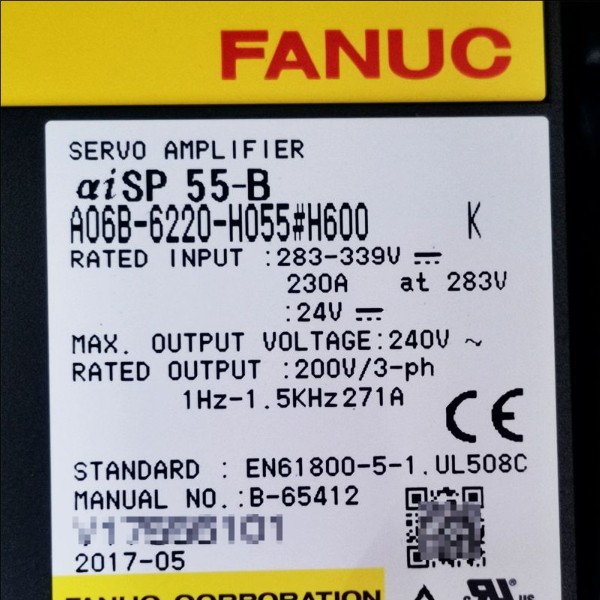 FANUC
SERVO AMPLIFIER
αiSP 55-B
A06B-6220-H055#H600 K
RATED INPUT :283-339V ⎓
230A at 283V
:24V ⎓
MAX. OUTPUT VOLTAGE:240V ~
RATED OUTPUT :200V/3-ph
1Hz-1.5KHz 271A
CE
STANDARD : EN61800-5-1.UL508C
MANUAL NO.:B-65412
2017-05
FANUC CORPORATION
c UR us